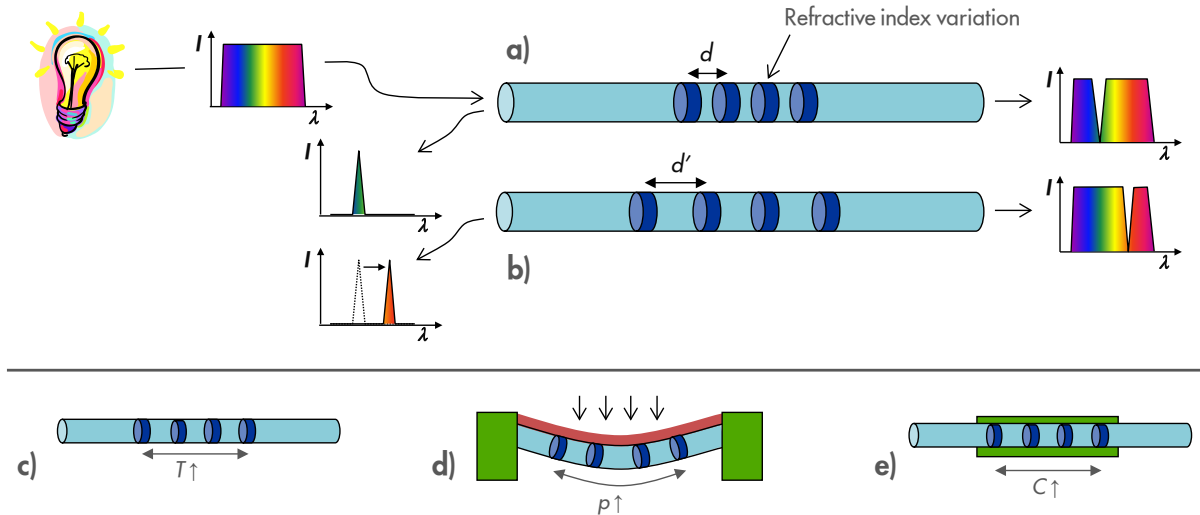 Refractive index variation
I
λ
a)
d
I
λ
I
λ
d′
I
λ
I
λ
b)
c)
T↑
d)
p↑
e)
C↑